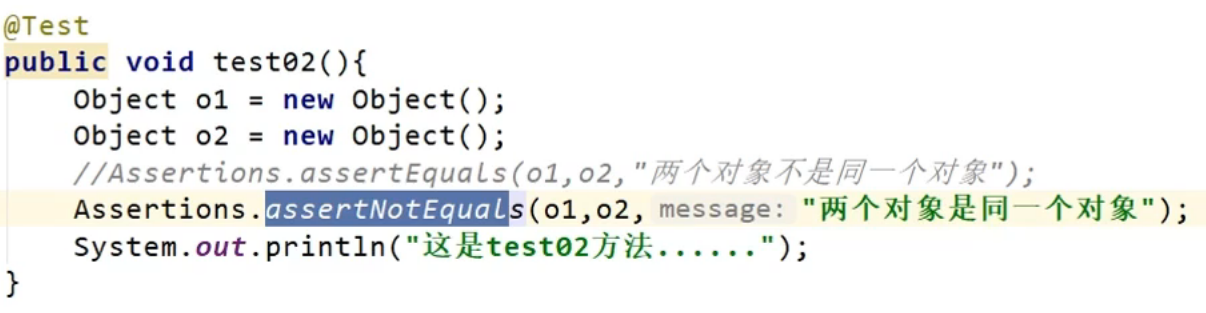 @Test
public void test02(){
Object o1 = new Object();
Object o2 = new Object();
//Assertions.assertEquals(o1,o2,"两个对象不是同一个对象");
Assertions.assertNotEquals(o1,o2, message: "两个对象是同一个对象");
System.out.println("这是test02方法......");
}